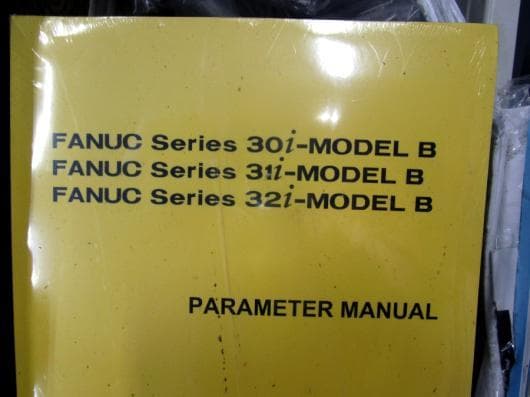 FANUC Series 30i-MODEL B
FANUC Series 31i-MODEL B
FANUC Series 32i-MODEL B
PARAMETER MANUAL